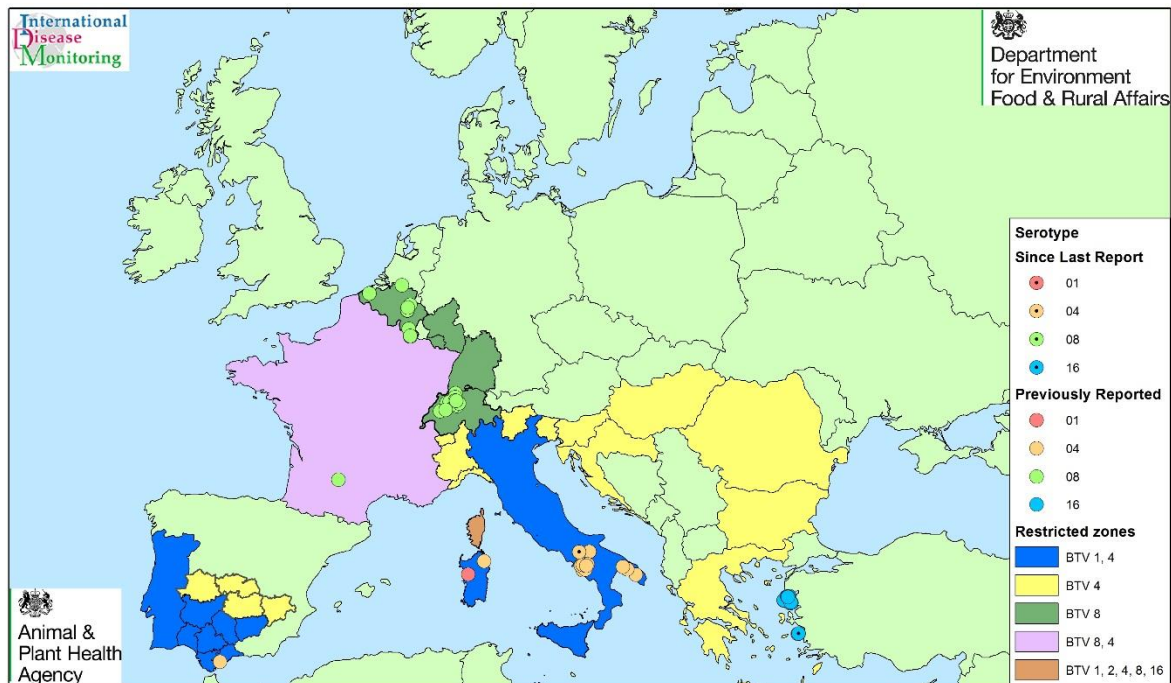 International
Disease
Monitoring
Department
for Environment
Food & Rural Affairs
Serotype
Since Last Report
01
04
08
16
Previously Reported
01
04
08
16
Restricted zones
BTV 1, 4
BTV 4
BTV 8
BTV 8, 4
BTV 1, 2, 4, 8, 16
Animal &
Plant Health
Agency